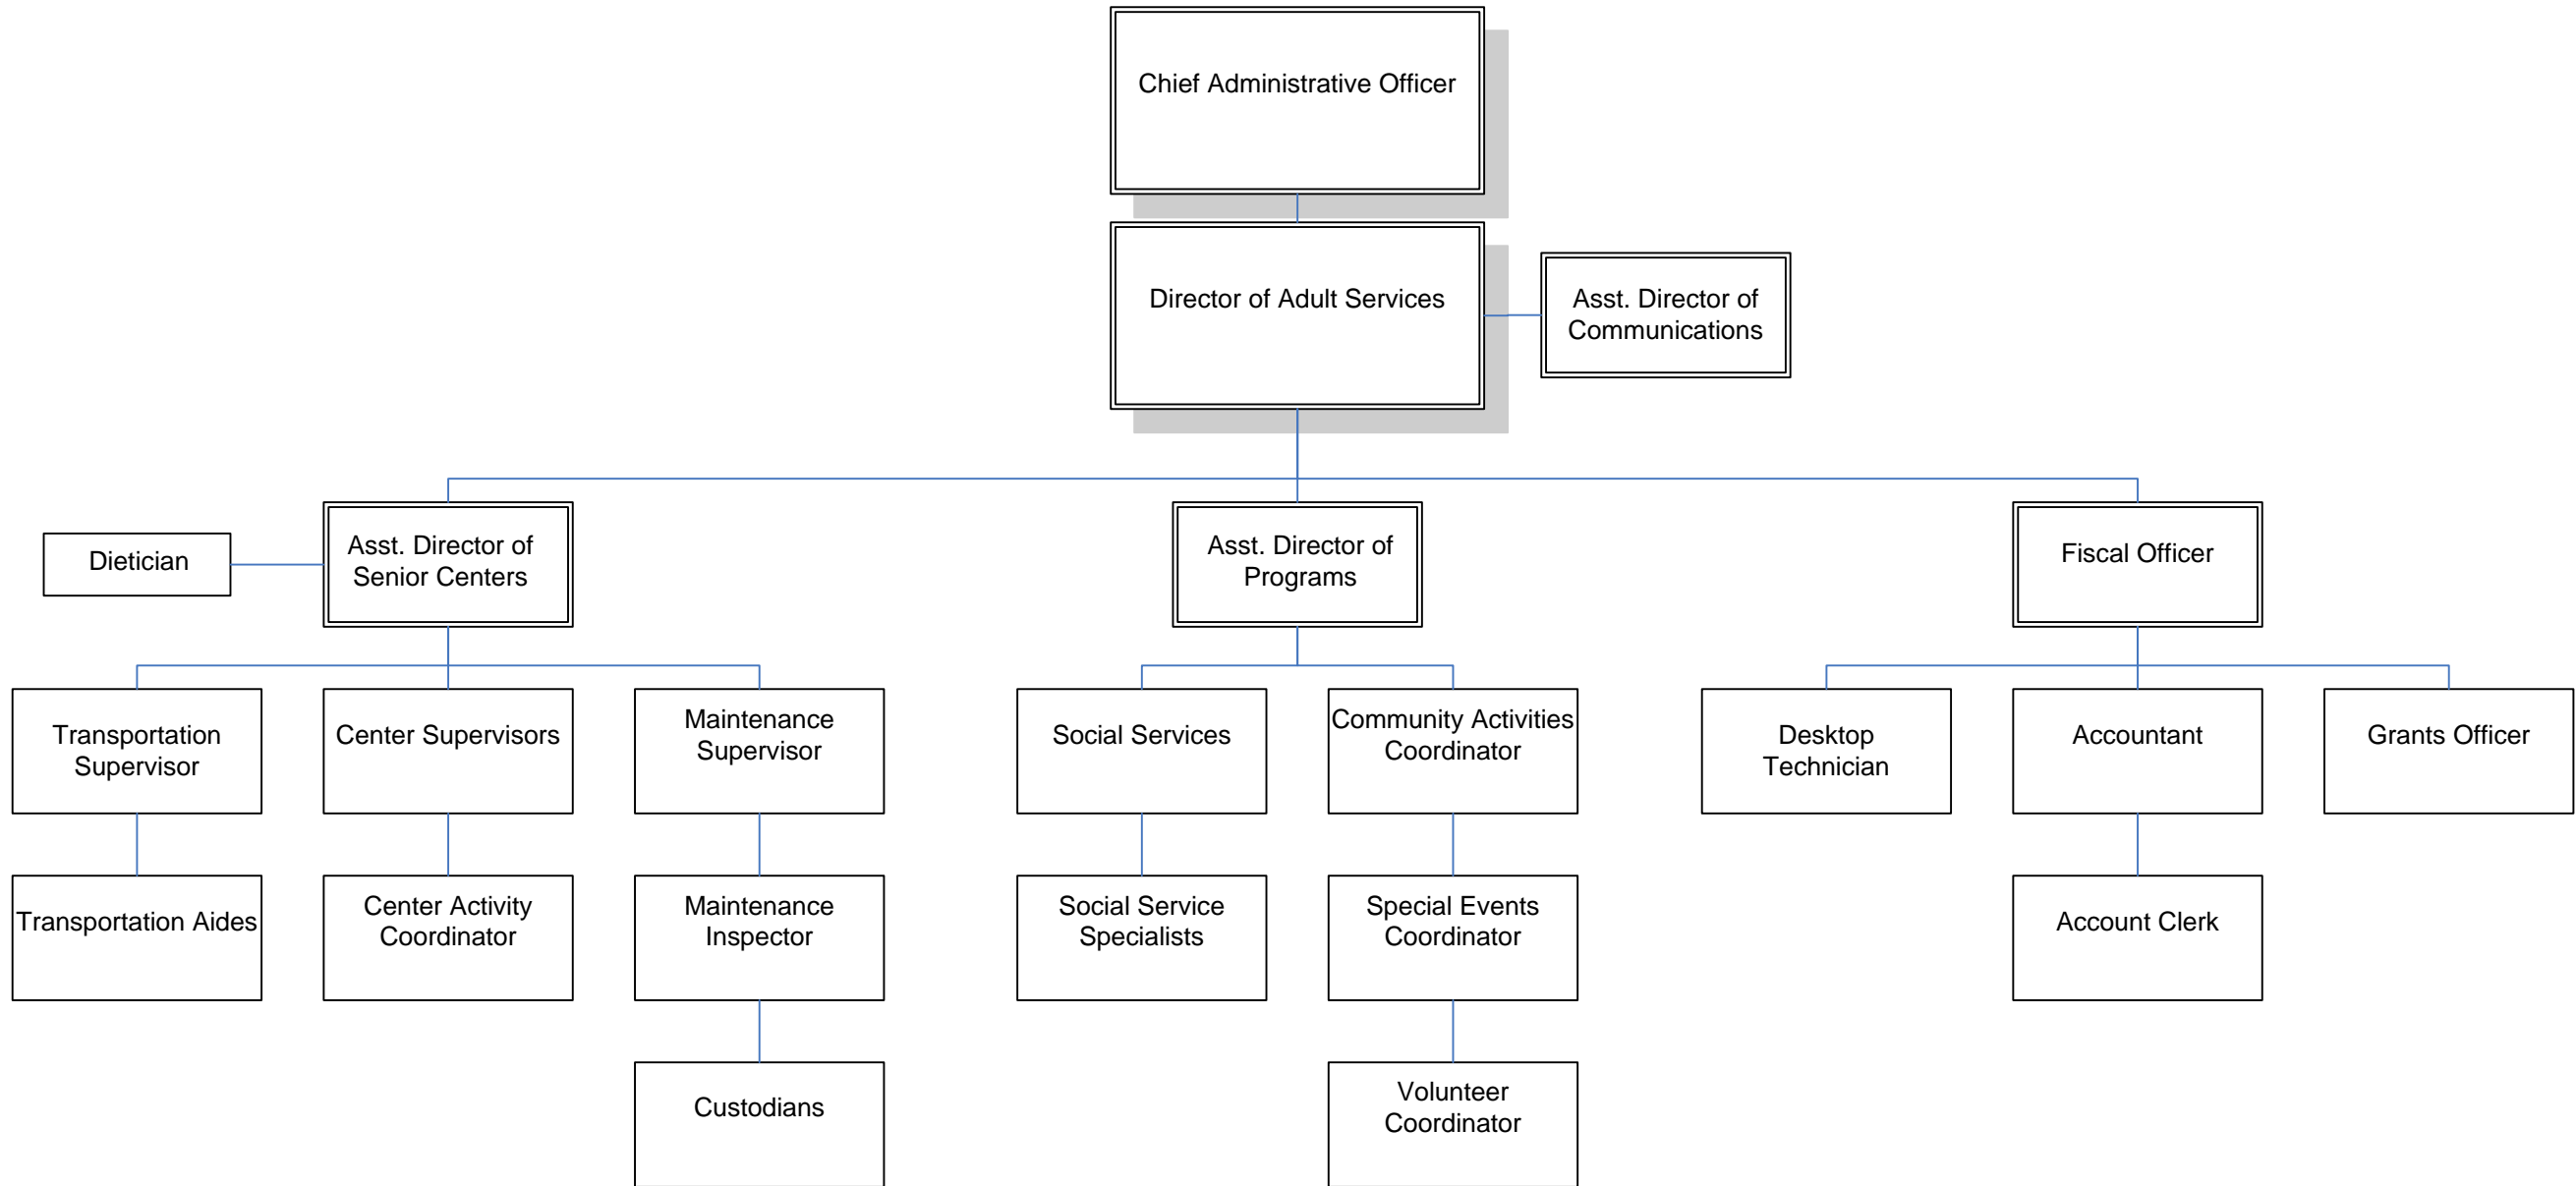 Chief Administrative Officer
Director of Adult Services
Asst. Director of
Communications
Dietician
Asst. Director of
Senior Centers
Asst. Director of
Programs
Fiscal Officer
Transportation
Supervisor
Center Supervisors
Maintenance
Supervisor
Social Services
Community Activities
Coordinator
Desktop
Technician
Accountant
Grants Officer
Transportation Aides
Center Activity
Coordinator
Maintenance
Inspector
Social Service
Specialists
Special Events
Coordinator
Account Clerk
Custodians
Volunteer
Coordinator